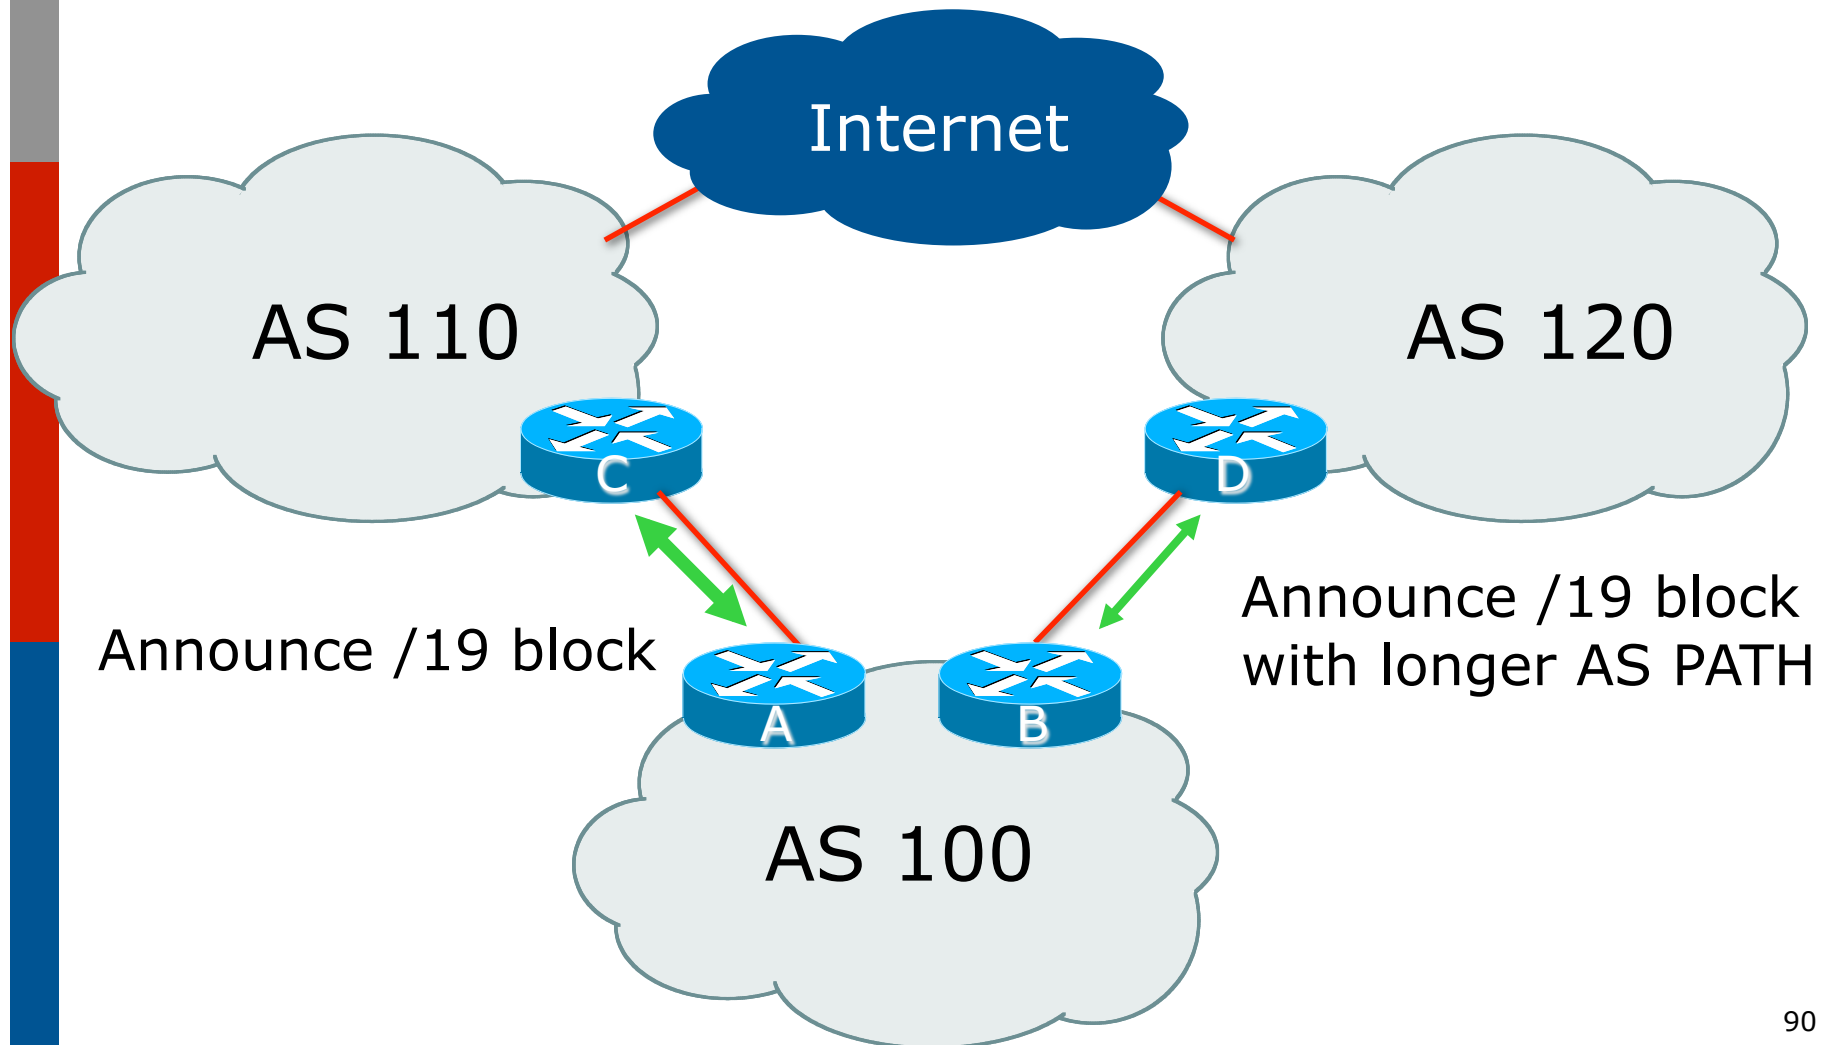 Internet
AS 110
AS 120
C
D
Announce /19 block
with longer AS PATH
Announce /19 block
A
B
AS 100
90